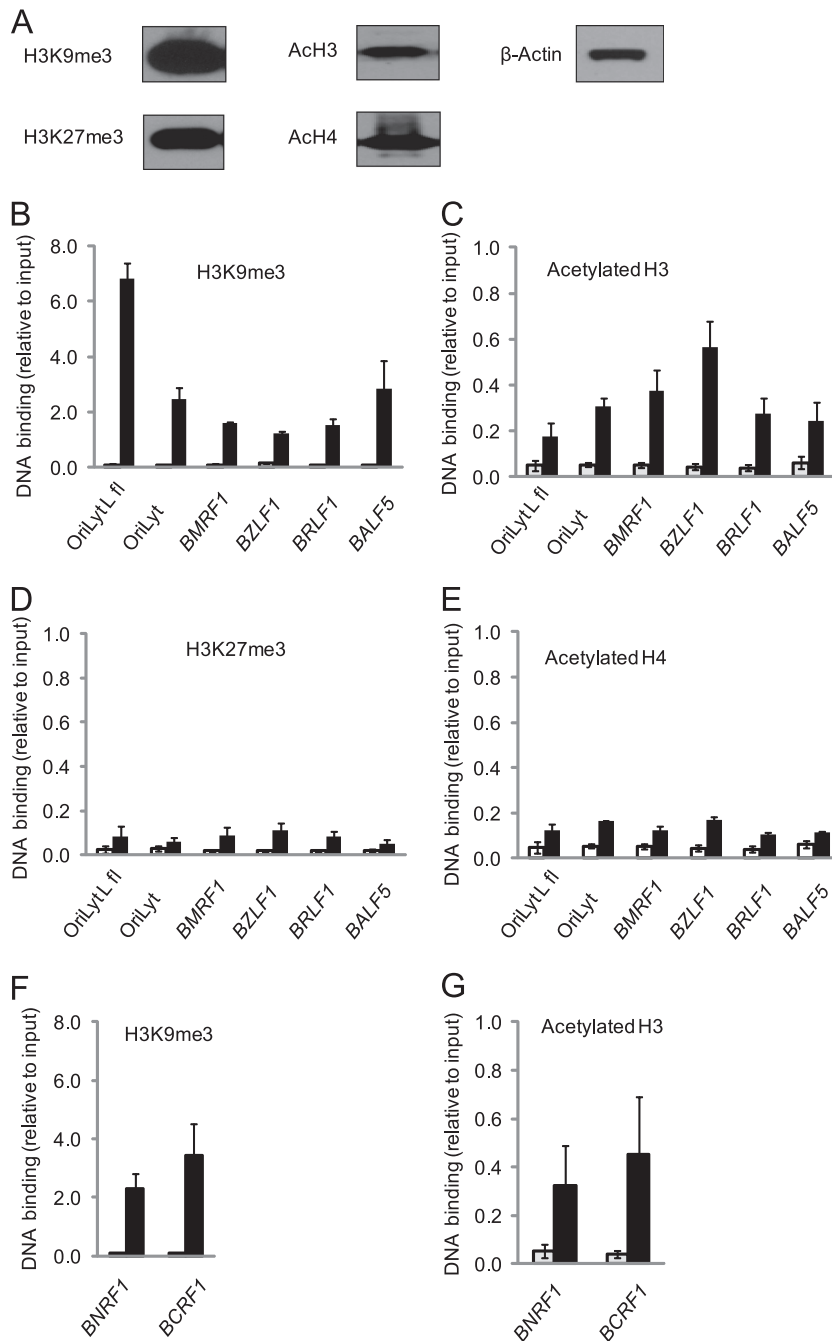 A
H3K9me3
AcH3
β-Actin
H3K27me3
AcH4
B
DNA binding (relative to input)
8.0
6.0
4.0
2.0
0.0
H3K9me3
OriLyt L fl
OriLyt
BMRF1
BZLF1
BRLF1
BALF5
C
DNA binding (relative to input)
1.0
0.8
0.6
0.4
0.2
0.0
Acetylated H3
OriLyt L fl
OriLyt
BMRF1
BZLF1
BRLF1
BALF5
D
DNA binding (relative to input)
1.0
0.8
0.6
0.4
0.2
0.0
H3K27me3
OriLyt L fl
OriLyt
BMRF1
BZLF1
BRLF1
BALF5
E
DNA binding (relative to input)
1.0
0.8
0.6
0.4
0.2
0.0
Acetylated H4
OriLyt L fl
OriLyt
BMRF1
BZLF1
BRLF1
BALF5
F
DNA binding (relative to input)
8.0
6.0
4.0
2.0
0.0
H3K9me3
BNRF1
BCRF1
G
DNA binding (relative to input)
1.0
0.8
0.6
0.4
0.2
0.0
Acetylated H3
BNRF1
BCRF1